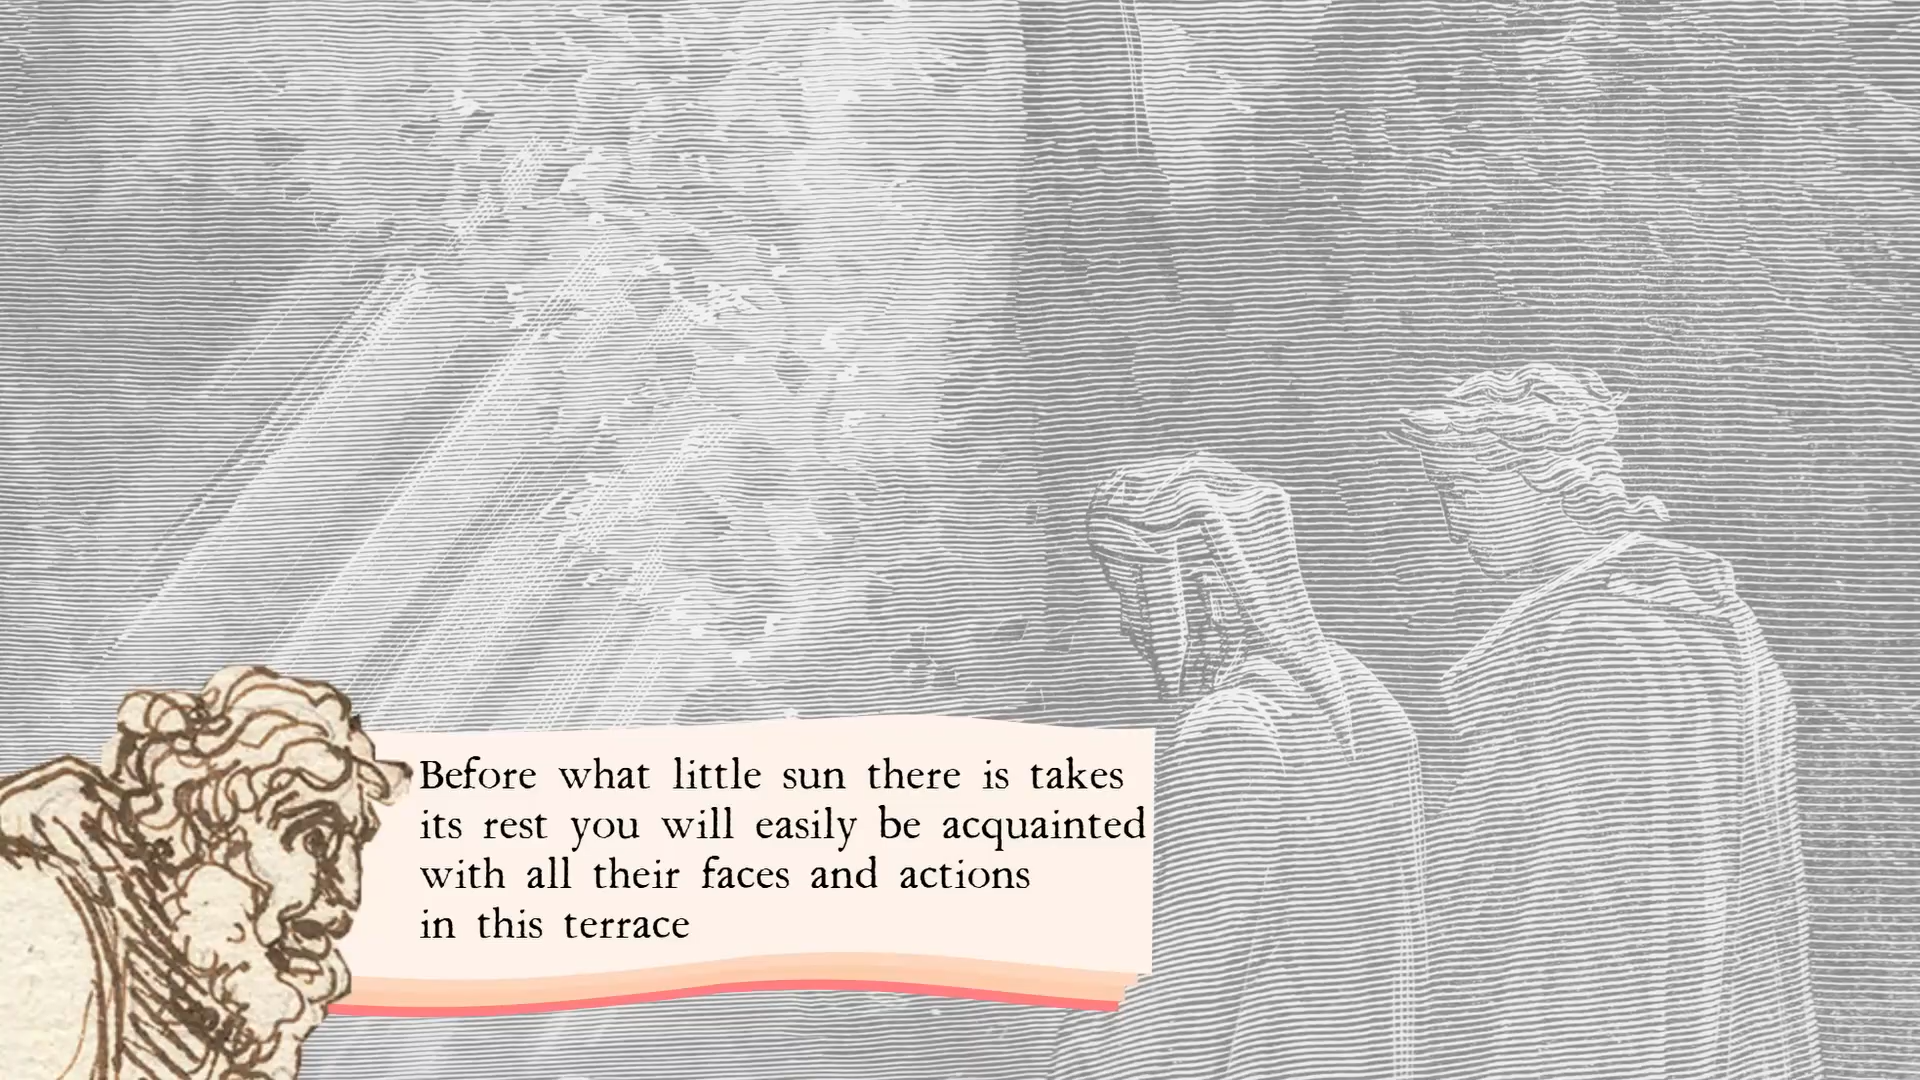 Before what little sun there is takes
its rest you will easily be acquainted
with all their faces and actions
in this terrace